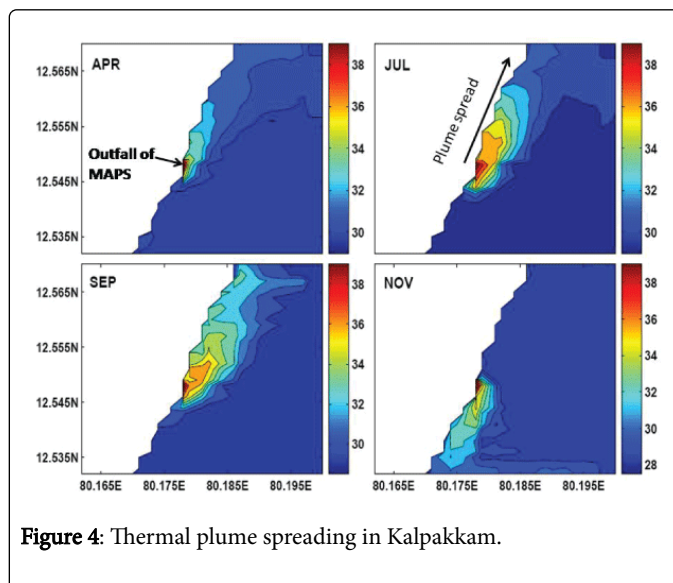 APR
JUL
12.565N
12.555N
12.545N
12.535N
Outfall of
MAPS
38
36
34
32
30
Plume spread
38
36
34
32
30
SEP
NOV
12.565N
12.555N
12.545N
12.535N
38
36
34
32
30
38
36
34
32
30
28
80.165E 80.175E 80.185E 80.195E
80.165E 80.175E 80.185E 80.195E
Figure 4: Thermal plume spreading in Kalpakkam.